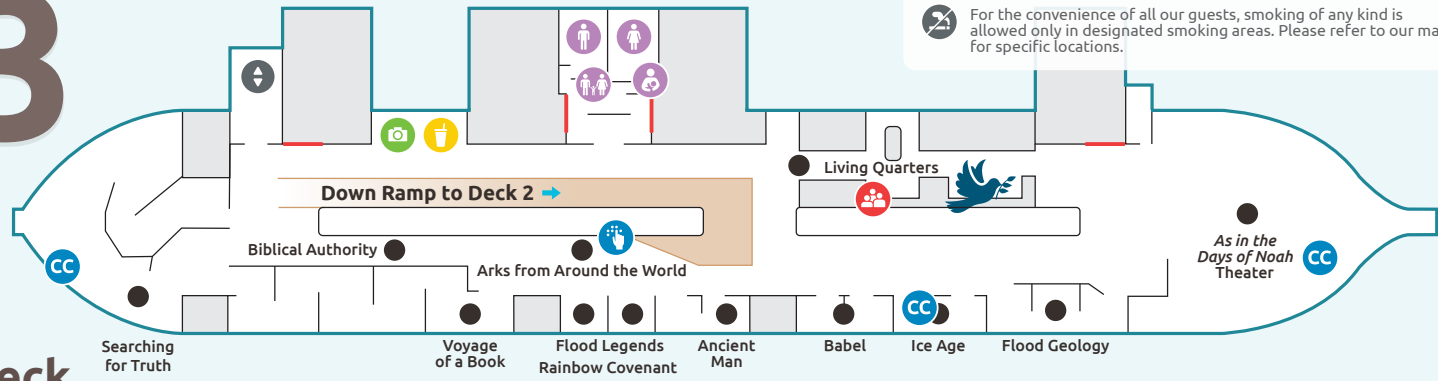 3
For the convenience of all our guests, smoking of any kind is
allowed only in designated smoking areas. Please refer to our ma
for specific locations.
Living Quarters
Down Ramp to Deck 2
Biblical Authority
Arks from Around the World
As in the
Days of Noah
Theater
CC
CC
CC
Searching
for Truth
Voyage
of a Book
Flood Legends
Rainbow Covenant
Ancient
Man
Babel
Ice Age
Flood Geology
eck